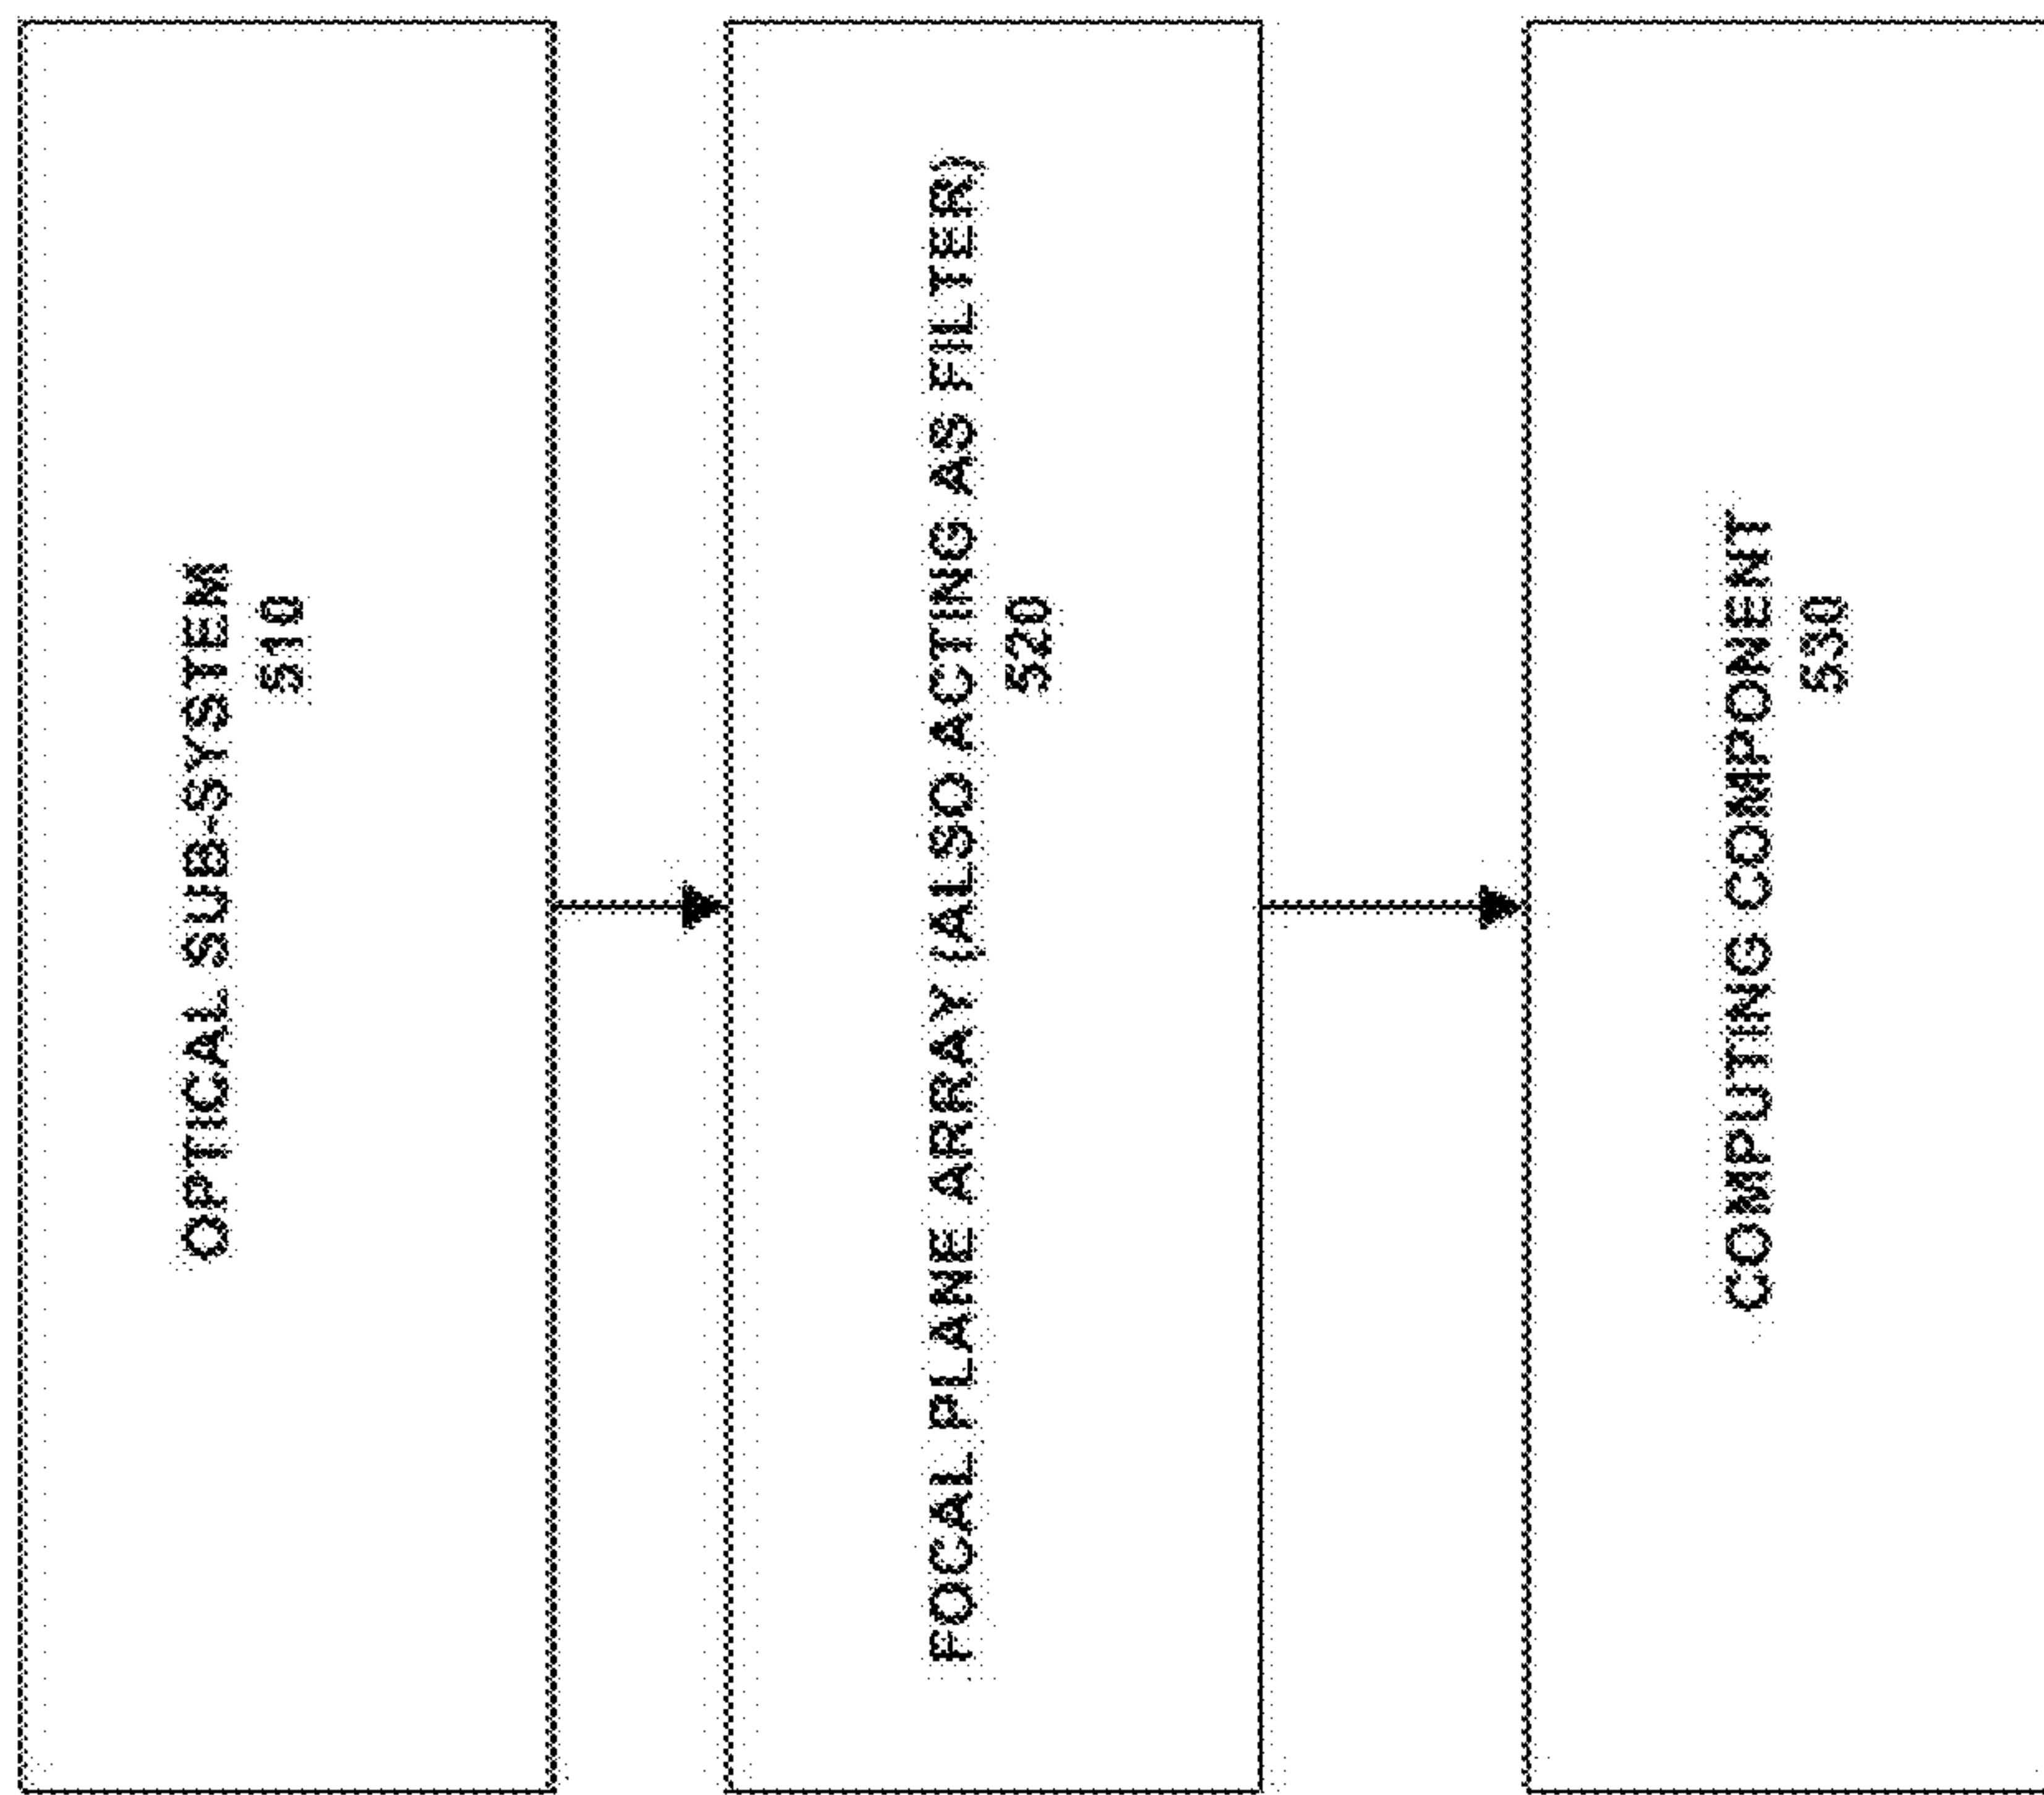 OPTICAL SUB-SYSTEM
510
FOCAL PLANE ARRAY (ALSO ACTING AS FILTER)
520
COMPUTING COMPONENT
530